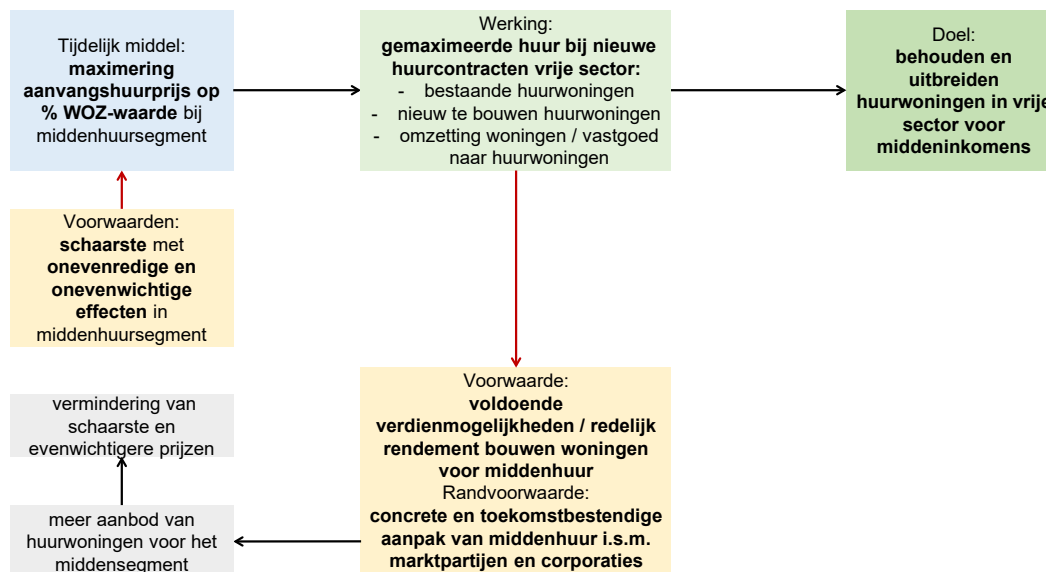 Tijdelijk middel:
maximering
aanvangshuurprijs op
% WOZ-waarde bij
middenhuursegment
Werking:
gemaximeerde huur bij nieuwe
huurcontracten vrije sector:
- bestaande huurwoningen
- nieuw te bouwen huurwoningen
- omzetting woningen / vastgoed
naar huurwoningen
Doel:
behouden en
uitbreiden
huurwoningen in vrije
sector voor
middeninkomens
Voorwaarden:
schaarste met
onevenredige en
onevenwichtige
effecten in
middenhuursegment
Voorwaarde:
voldoende
verdienmogelijkheden / redelijk
rendement bouwen woningen
voor middenhuur
Randvoorwaarde:
concrete en toekomstbestendige
aanpak van middenhuur i.s.m.
marktpartijen en corporaties
vermindering van
schaarste en
evenwichtigere prijzen
meer aanbod van
huurwoningen voor het
middensegment